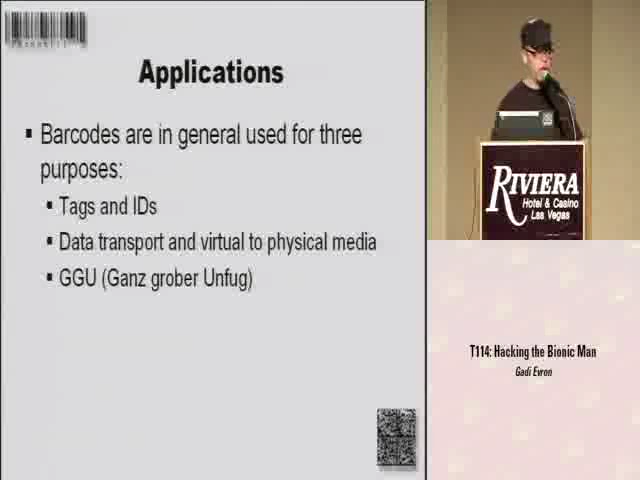 Applications
▪ Barcodes are in general used for three
purposes:
▪ Tags and IDs
▪ Data transport and virtual to physical media
▪ GGU (Ganz grober Unfug)
RIVIERA
Hotel & Casino
Las Vegas
T114: Hacking the Bionic Man
Gadi Evron